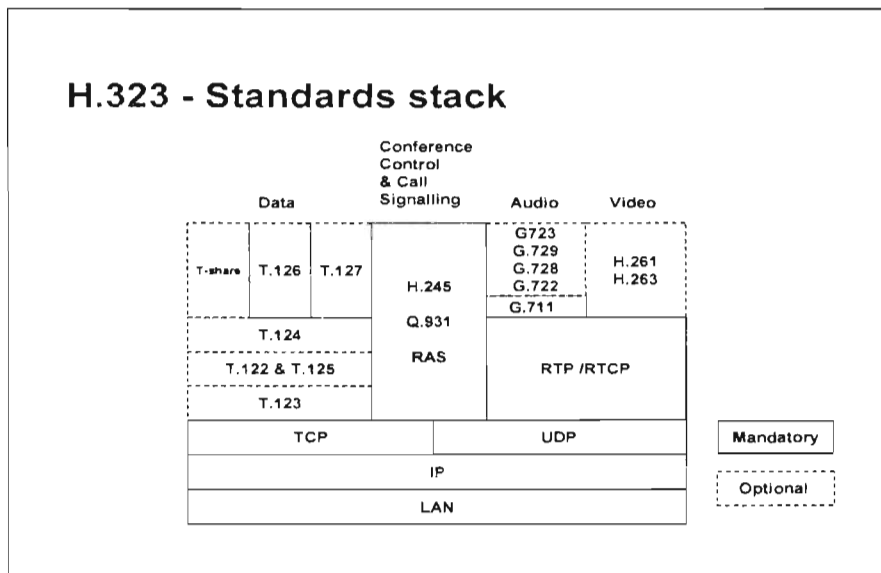 H.323 - Standards stack
Conference
Control
& Call
Signalling
Data
Audio
Video
T-share
T.126
T.127
H.245
Q.931
RAS
G723
G.729
G.728
G.722
G.711
H.261
H.263
T.124
T.122 & T.125
T.123
RTP /RTCP
TCP
UDP
IP
LAN
Mandatory
Optional